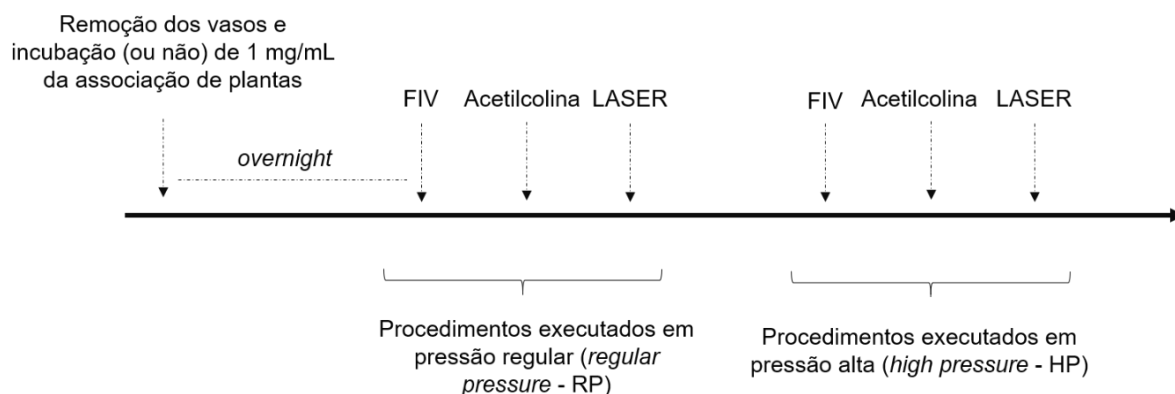 Remoção dos vasos e
incubação (ou não) de 1 mg/mL
da associação de plantas
overnight
FIV
Acetilcolina
LASER
FIV
Acetilcolina
LASER
Procedimentos executados em
pressão regular (regular
pressure - RP)
Procedimentos executados em
pressão alta (high pressure - HP)